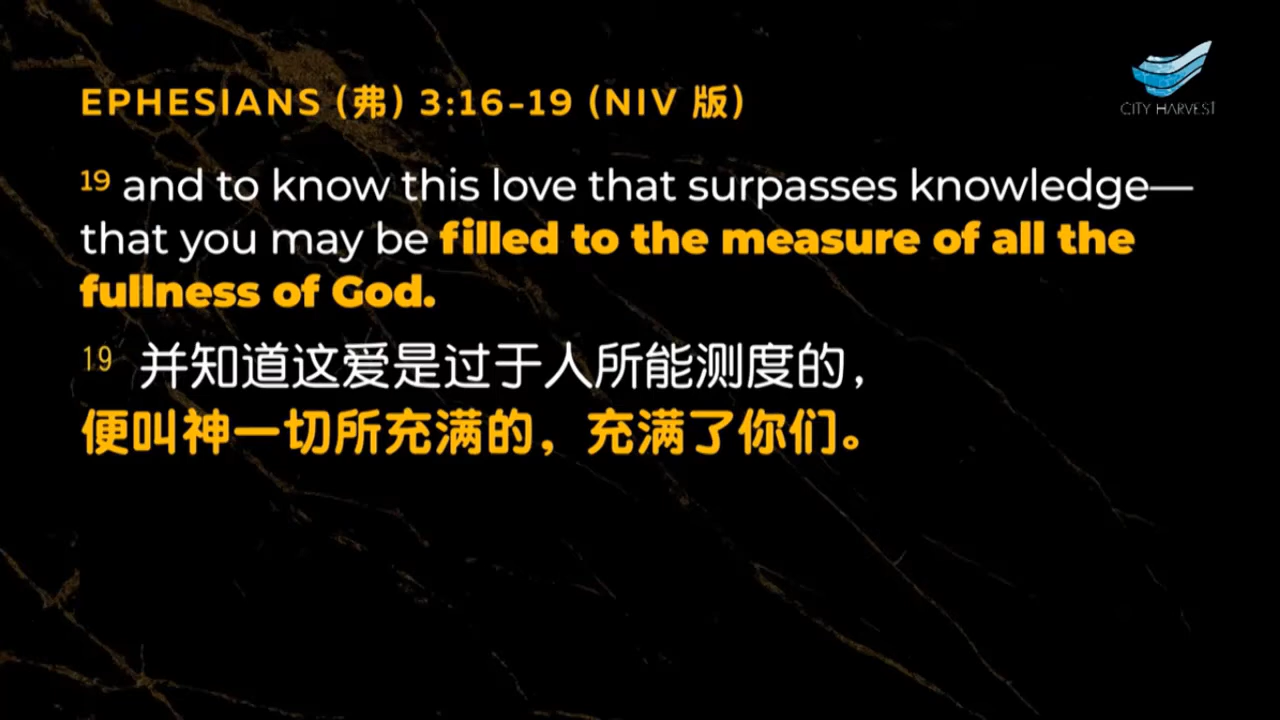 EPHESIANS (弗) 3:16-19 (NIV 版)
CITY HARVEST
19 and to know this love that surpasses knowledge—
that you may be filled to the measure of all the
fullness of God.
19 并知道这爱是过于人所能测度的，
便叫神一切所充满的，充满了你们。